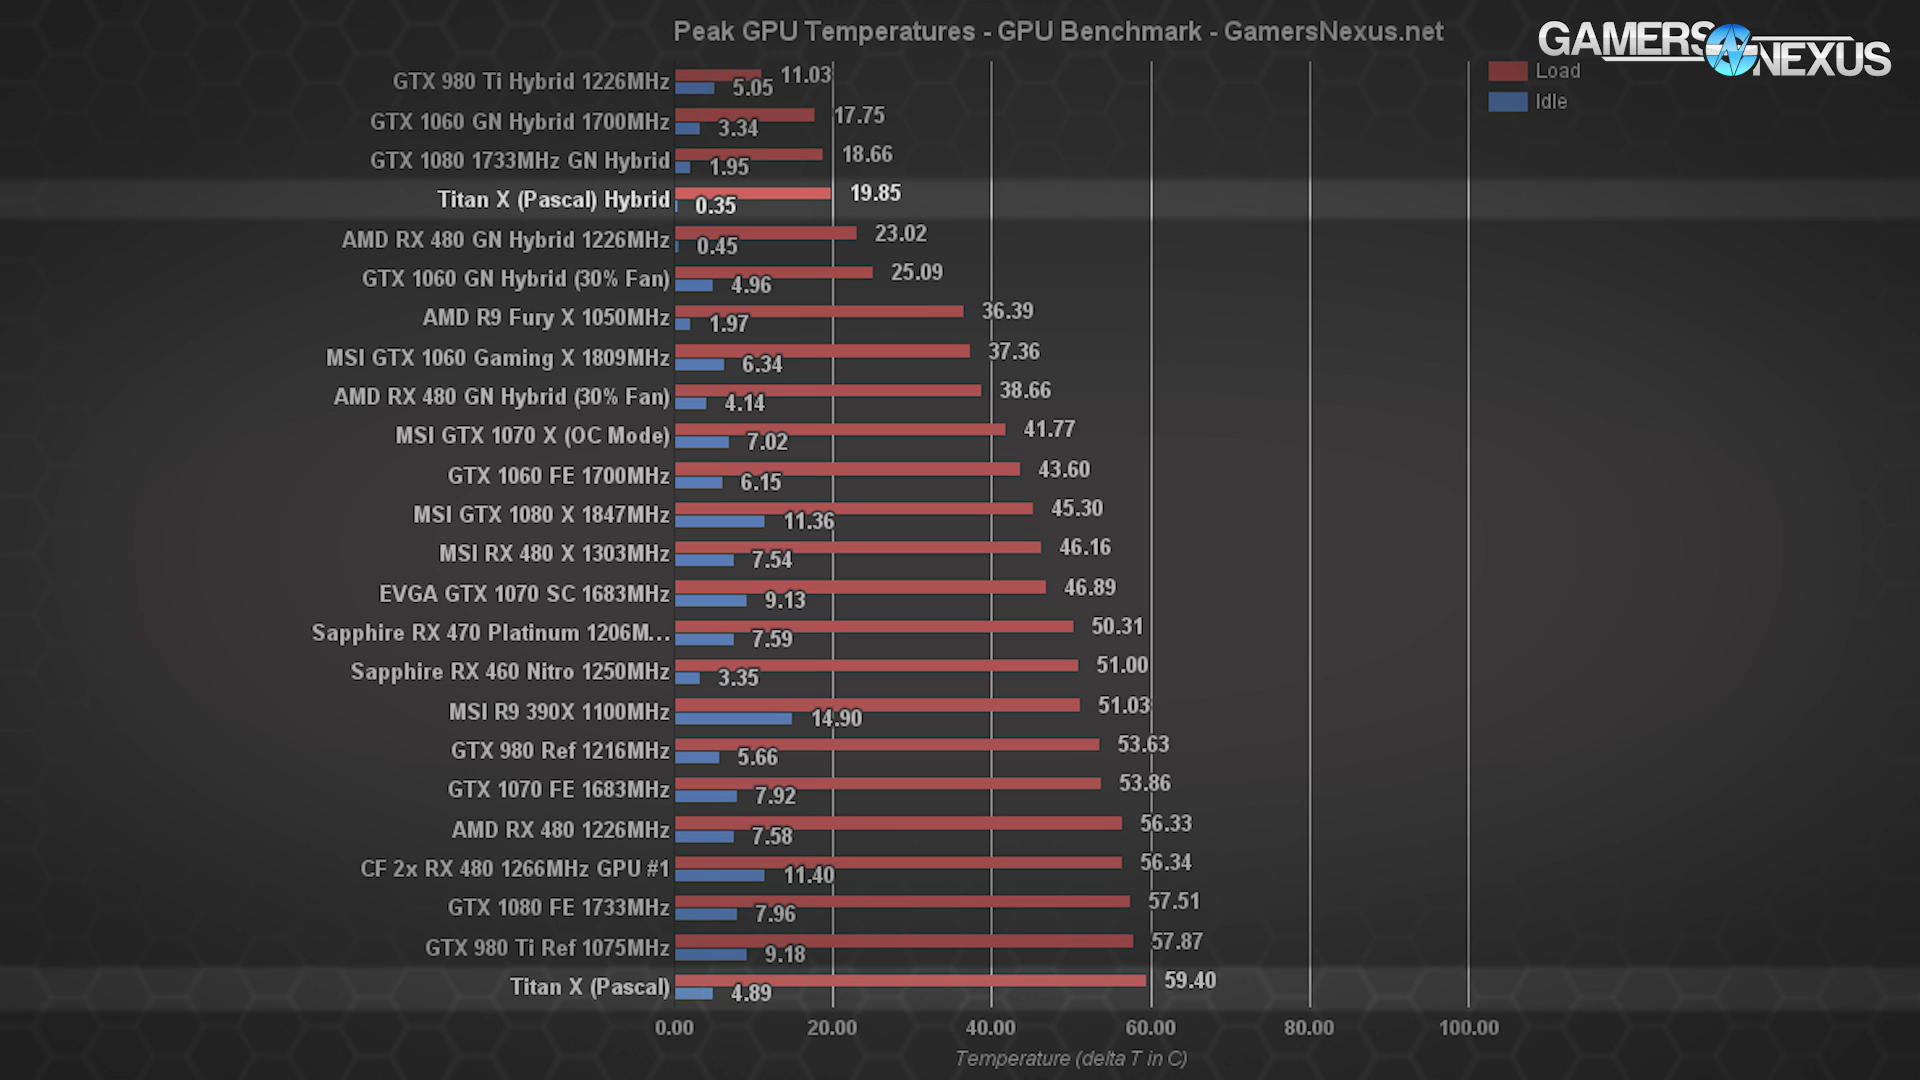 Peak GPU Temperatures - GPU Benchmark - GamersNexus.net
GAMERS NEXUS
Load
Idle
GTX 980 Ti Hybrid 1226MHz 11.03 5.05
GTX 1060 GN Hybrid 1700MHz 17.75 3.34
GTX 1080 1733MHz GN Hybrid 18.66 1.95
Titan X (Pascal) Hybrid 19.85 0.35
AMD RX 480 GN Hybrid 1226MHz 23.02 0.45
GTX 1060 GN Hybrid (30% Fan) 25.09 4.96
AMD R9 Fury X 1050MHz 36.39 1.97
MSI GTX 1060 Gaming X 1809MHz 37.36 6.34
AMD RX 480 GN Hybrid (30% Fan) 38.66 4.14
MSI GTX 1070 X (OC Mode) 41.77 7.02
GTX 1060 FE 1700MHz 43.60 6.15
MSI GTX 1080 X 1847MHz 45.30 11.36
MSI RX 480 X 1303MHz 46.16 7.54
EVGA GTX 1070 SC 1683MHz 46.89 9.13
Sapphire RX 470 Platinum 1206M... 50.31 7.59
Sapphire RX 460 Nitro 1250MHz 51.00 3.35
MSI R9 390X 1100MHz 51.03 14.90
GTX 980 Ref 1216MHz 53.63 5.66
GTX 1070 FE 1683MHz 53.86 7.92
AMD RX 480 1226MHz 56.33 7.58
CF 2x RX 480 1266MHz GPU #1 56.34 11.40
GTX 1080 FE 1733MHz 57.51 7.96
GTX 980 Ti Ref 1075MHz 57.87 9.18
Titan X (Pascal) 59.40 4.89
0.00 20.00 40.00 60.00 80.00 100.00
Temperature (delta T in C)